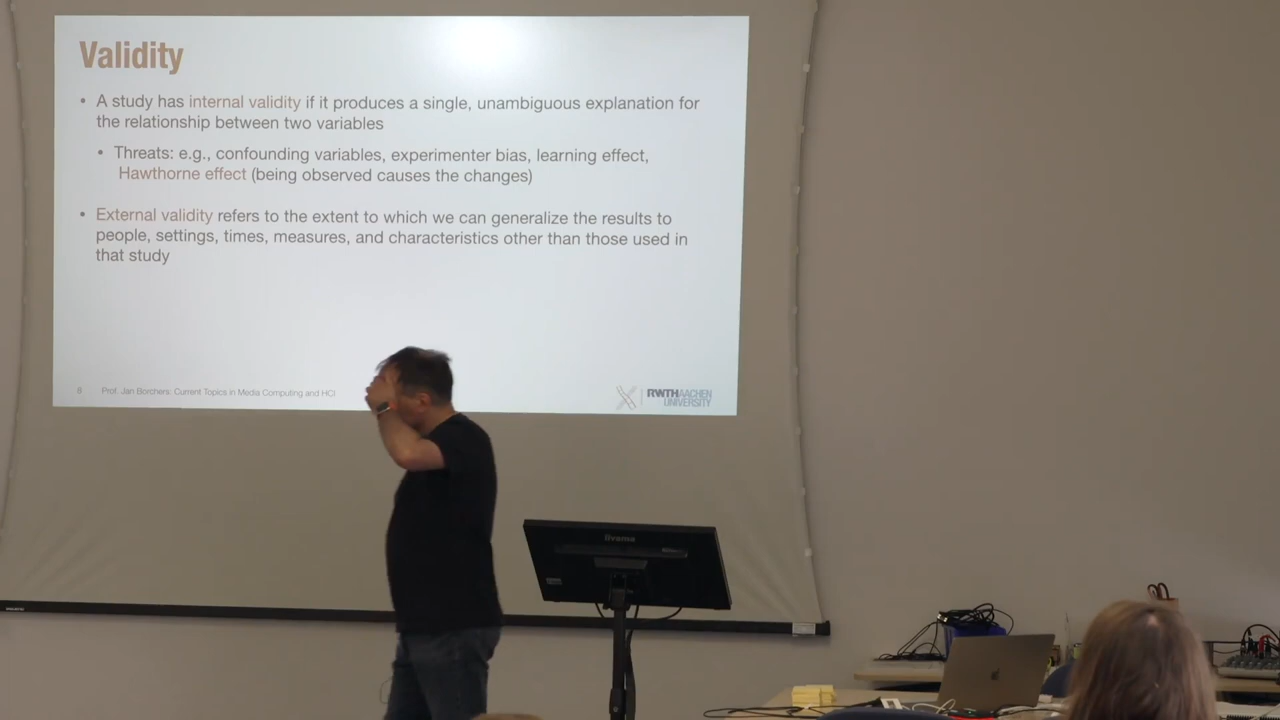 Validity
• A study has internal validity if it produces a single, unambiguous explanation for
the relationship between two variables
• Threats: e.g., confounding variables, experimenter bias, learning effect,
Hawthorne effect (being observed causes the changes)
• External validity refers to the extent to which we can generalize the results to
people, settings, times, measures, and characteristics other than those used in
that study
6 Prof. Jan Borchers: Current Topics in Media Computing and HCI
RWTHAACHEN
UNIVERSITY
iiyama